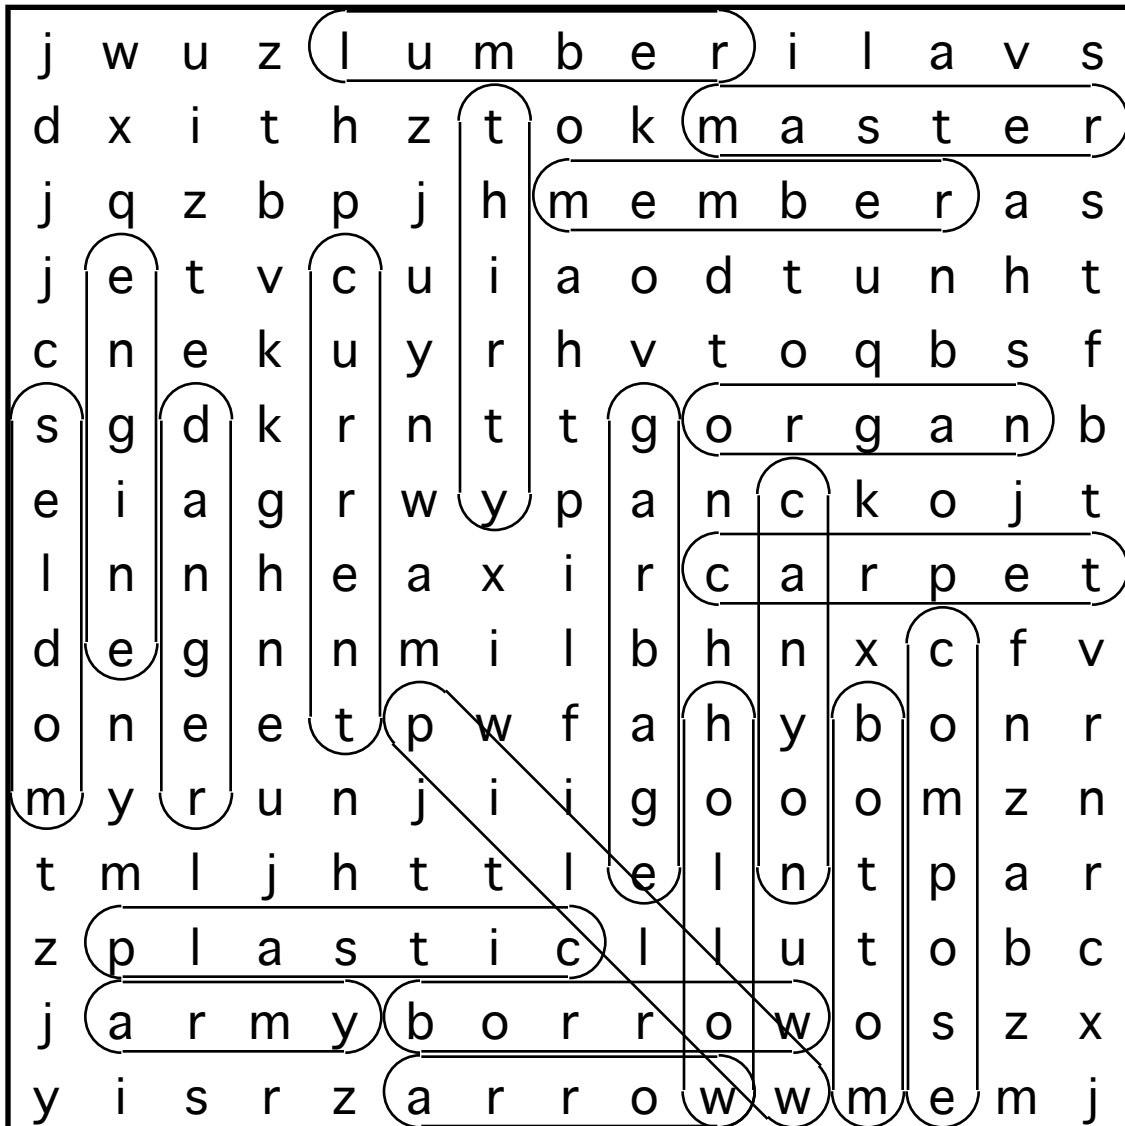 j w u z l u m b e r i l a v s
d x i t h z t o k m a s t e r
j q z b p j h m e m b e r a s
j e t v c u i a o d t u n h t
c n e k u y r h v t o q b s f
s g d k r n t t g o r g a n b
e i a g r w y p a n c k o j t
l n n h e a x i r c a r p e t
d e g n n m i l b h n x c f v
o n e e t p w f a h y b o n r
m y r u n j i i g o o o m z n
t m l j h t t l e l n t p a r
z p l a s t i c l l u t o b c
j a r m y b o r r o w o s z x
y i s r z a r r o w w m e m j